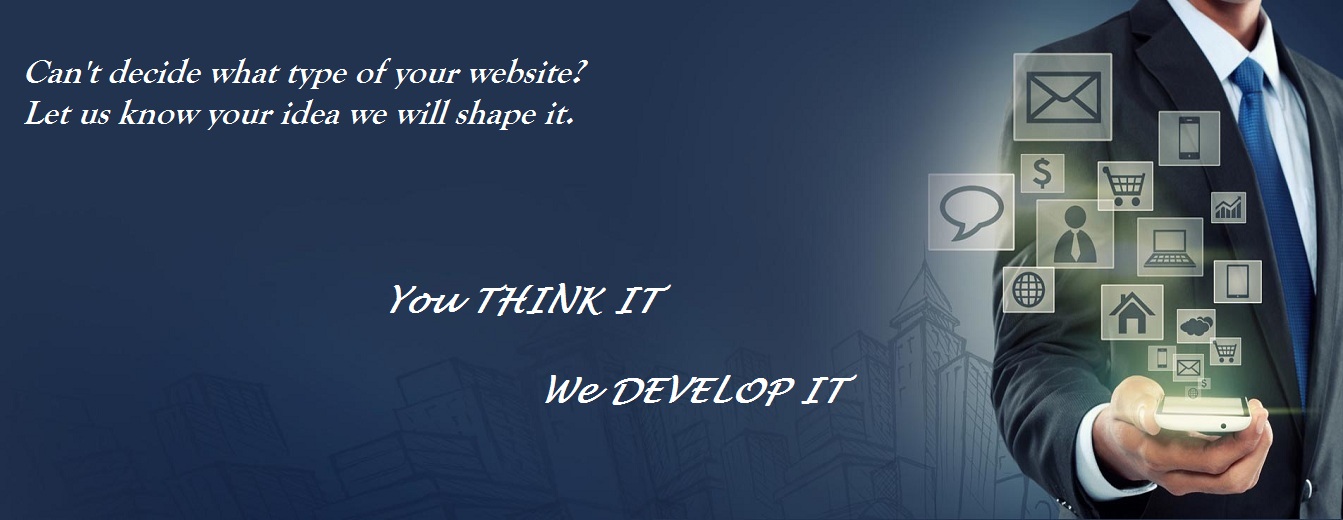 Can't decide what type of your website?
Let us know your idea we will shape it.
You THINK IT
We DEVELOP IT